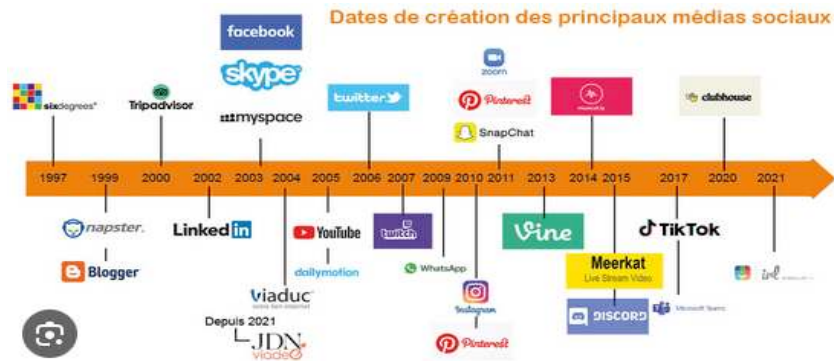 Dates de création des principaux médias sociaux
facebook
skype
myspace
sixdegrees
Tripadvisor
twitter
zoom
Pinterest
SnapChat
clubhouse
1997 1999 2000 2002 2003 2004 2005 2006 2007 2009 2010 2011 2013 2014 2015 2017 2020 2021
napster.
Blogger
Linked in
Viaduc
Depuis 2021
JDN
viadeo
YouTube
dailymotion
twitch
WhatsApp
Instagram
Pinterest
Vine
Meerkat
Live Stream Video
DISCORD
TikTok
Microsoft Teams
irl